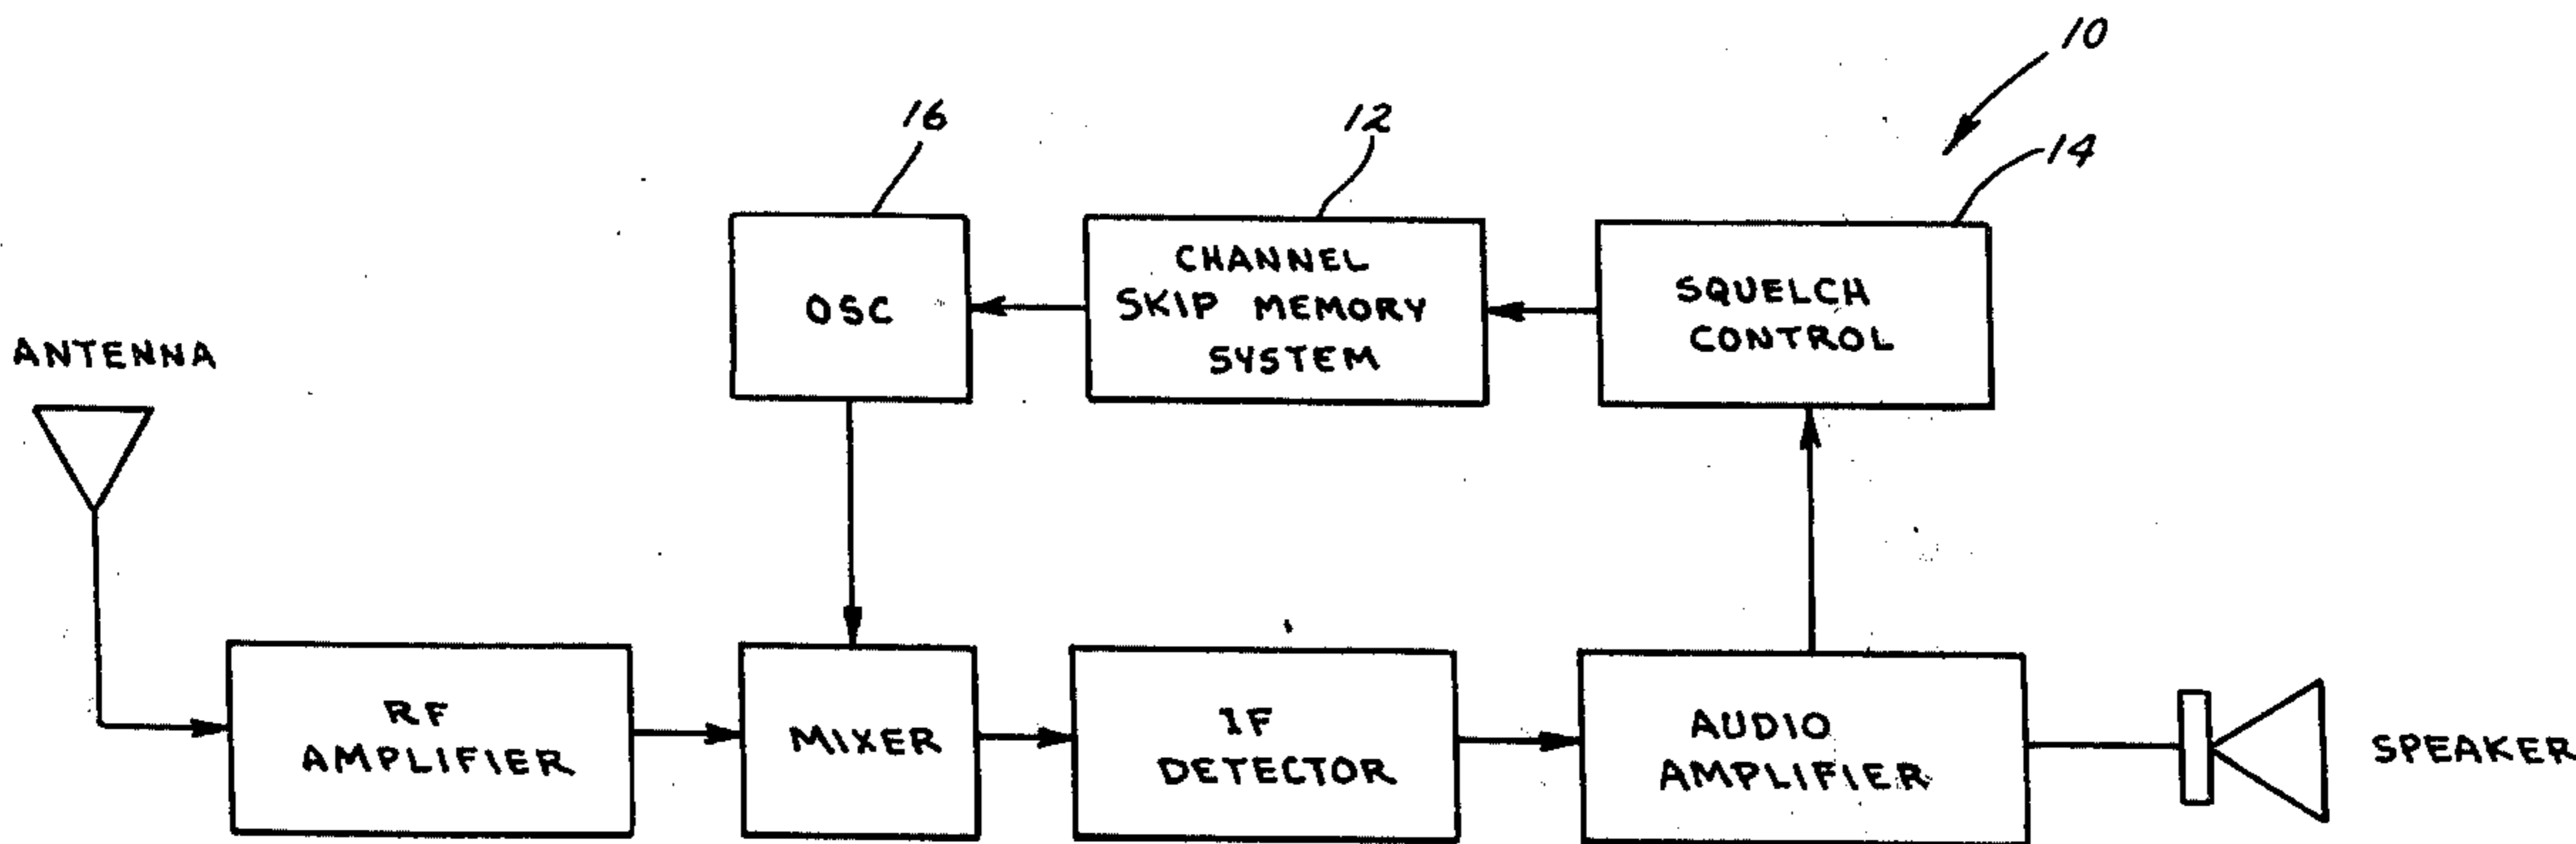 10
16
12
14
OSC
CHANNEL
SKIP MEMORY
SYSTEM
SQUELCH
CONTROL
ANTENNA
RF
AMPLIFIER
MIXER
IF
DETECTOR
AUDIO
AMPLIFIER
SPEAKER